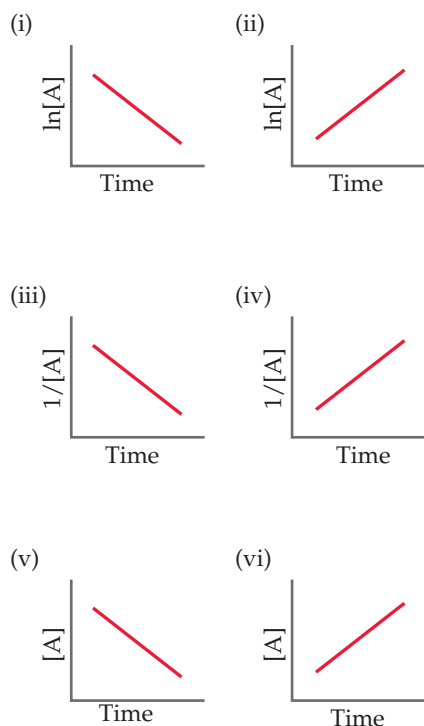 (i)
ln[A]
Time
(ii)
ln[A]
Time
(iii)
1/[A]
Time
(iv)
1/[A]
Time
(v)
[A]
Time
(vi)
[A]
Time